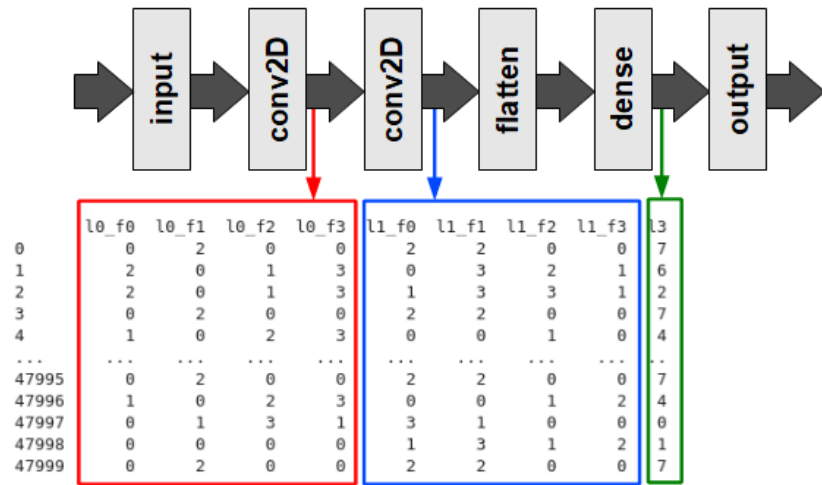 input conv2D conv2D flatten dense output
l0_f0 l0_f1 l0_f2 l0_f3 l1_f0 l1_f1 l1_f2 l1_f3 l3
0 0 2 0 0 2 2 0 0 7
1 2 0 1 3 0 3 2 1 6
2 2 0 1 3 1 3 3 1 2
3 0 2 0 0 2 2 0 0 7
4 1 0 2 3 0 0 1 0 4
... ... ... ... ... ... ... ... ... ..
47995 0 2 0 0 2 2 0 0 7
47996 1 0 2 3 0 0 1 2 4
47997 0 1 3 1 3 1 0 0 0
47998 0 0 0 0 1 3 1 2 1
47999 0 2 0 0 2 2 0 0 7